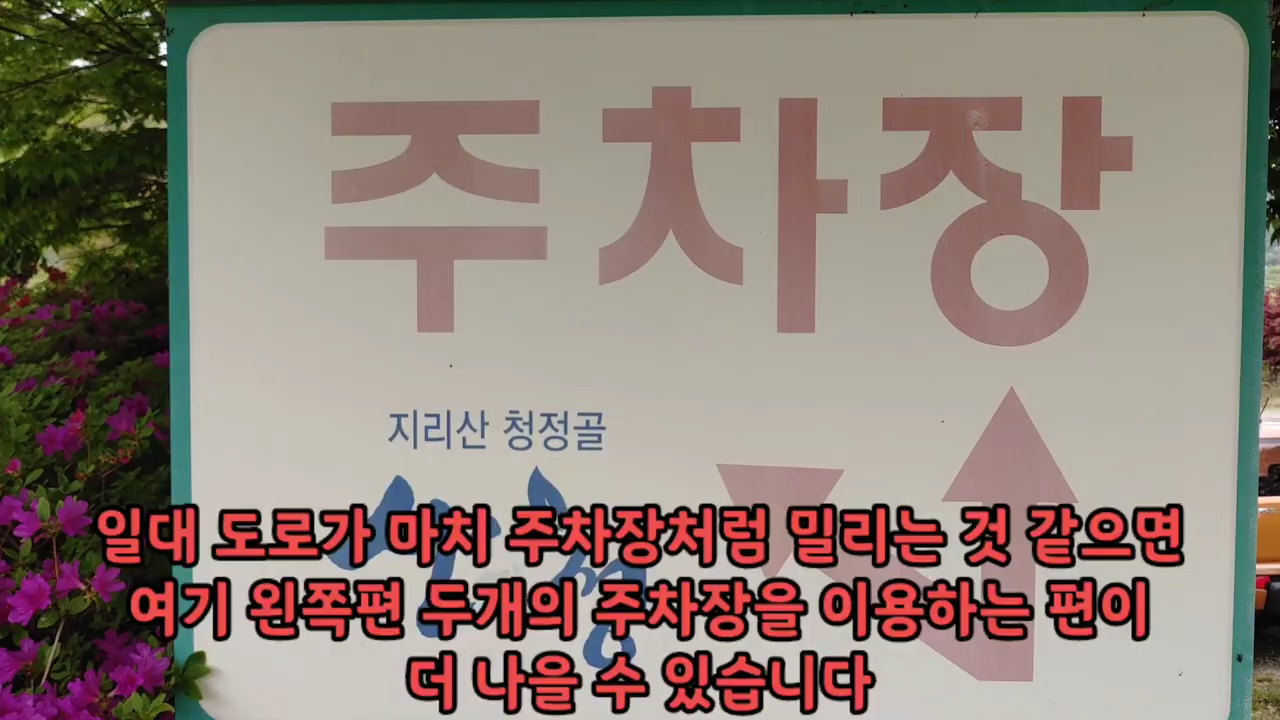 주차장
지리산 청정골
산청
일대 도로가 마치 주차장처럼 밀리는 것 같으면
여기 왼쪽편 두개의 주차장을 이용하는 편이
더 나을 수 있습니다